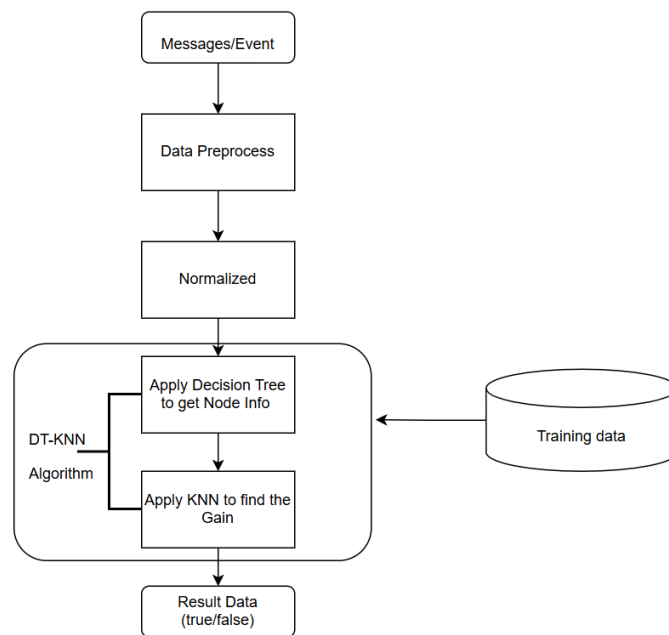 Messages/Event
Data Preprocess
Normalized
Apply Decision Tree
to get Node Info
DT-KNN
Algorithm
Training data
Apply KNN to find the
Gain
Result Data
(true/false)